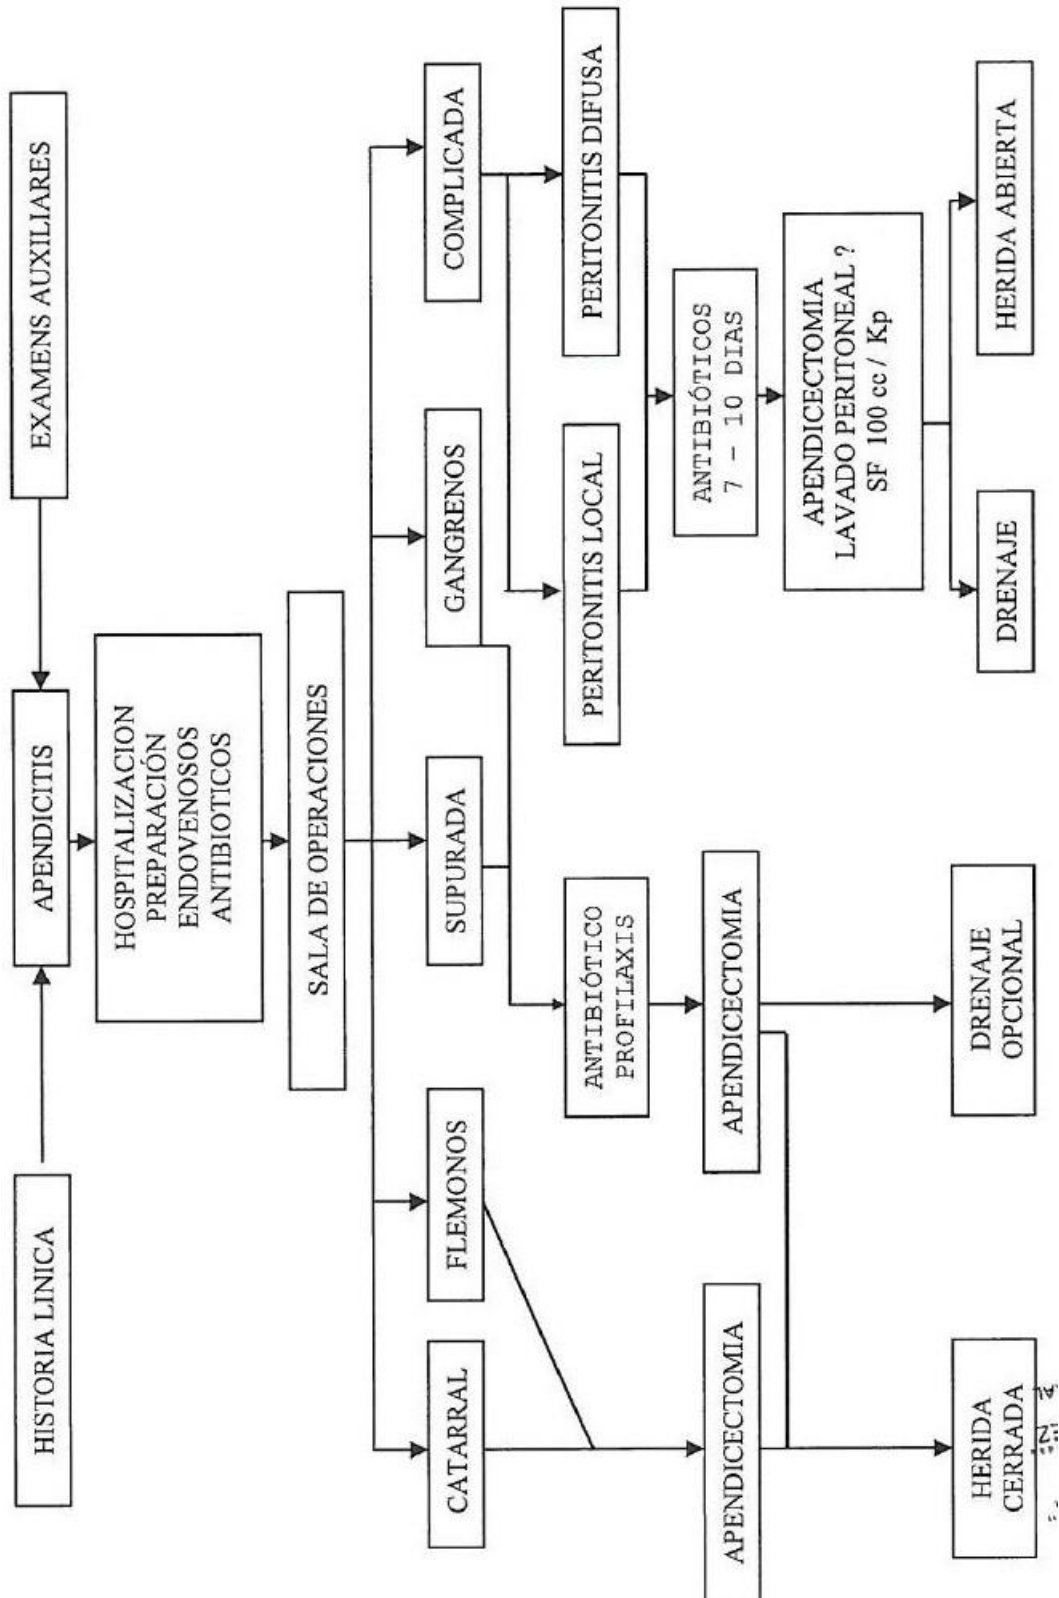 HISTORIA LINICA
APENDICITIS
EXAMENS AUXILIARES
HOSPITALIZACION
PREPARACIÓN
ENDOVENOSOS
ANTIBIOTICOS
SALA DE OPERACIONES
CATARRAL
FLEMONOS
SUPURADA
GANGRENOS
COMPLICADA
ANTIBIÓTICO
PROFILAXIS
PERITONITIS LOCAL
PERITONITIS DIFUSA
ANTIBIÓTICOS
7 – 10 DIAS
APENDICECTOMIA
APENDICECTOMIA
APENDICECTOMIA
LAVADO PERITONEAL ?
SF 100 cc / Kp
HERIDA
CERRADA
DRENAJE
OPCIONAL
DRENAJE
HERIDA ABIERTA